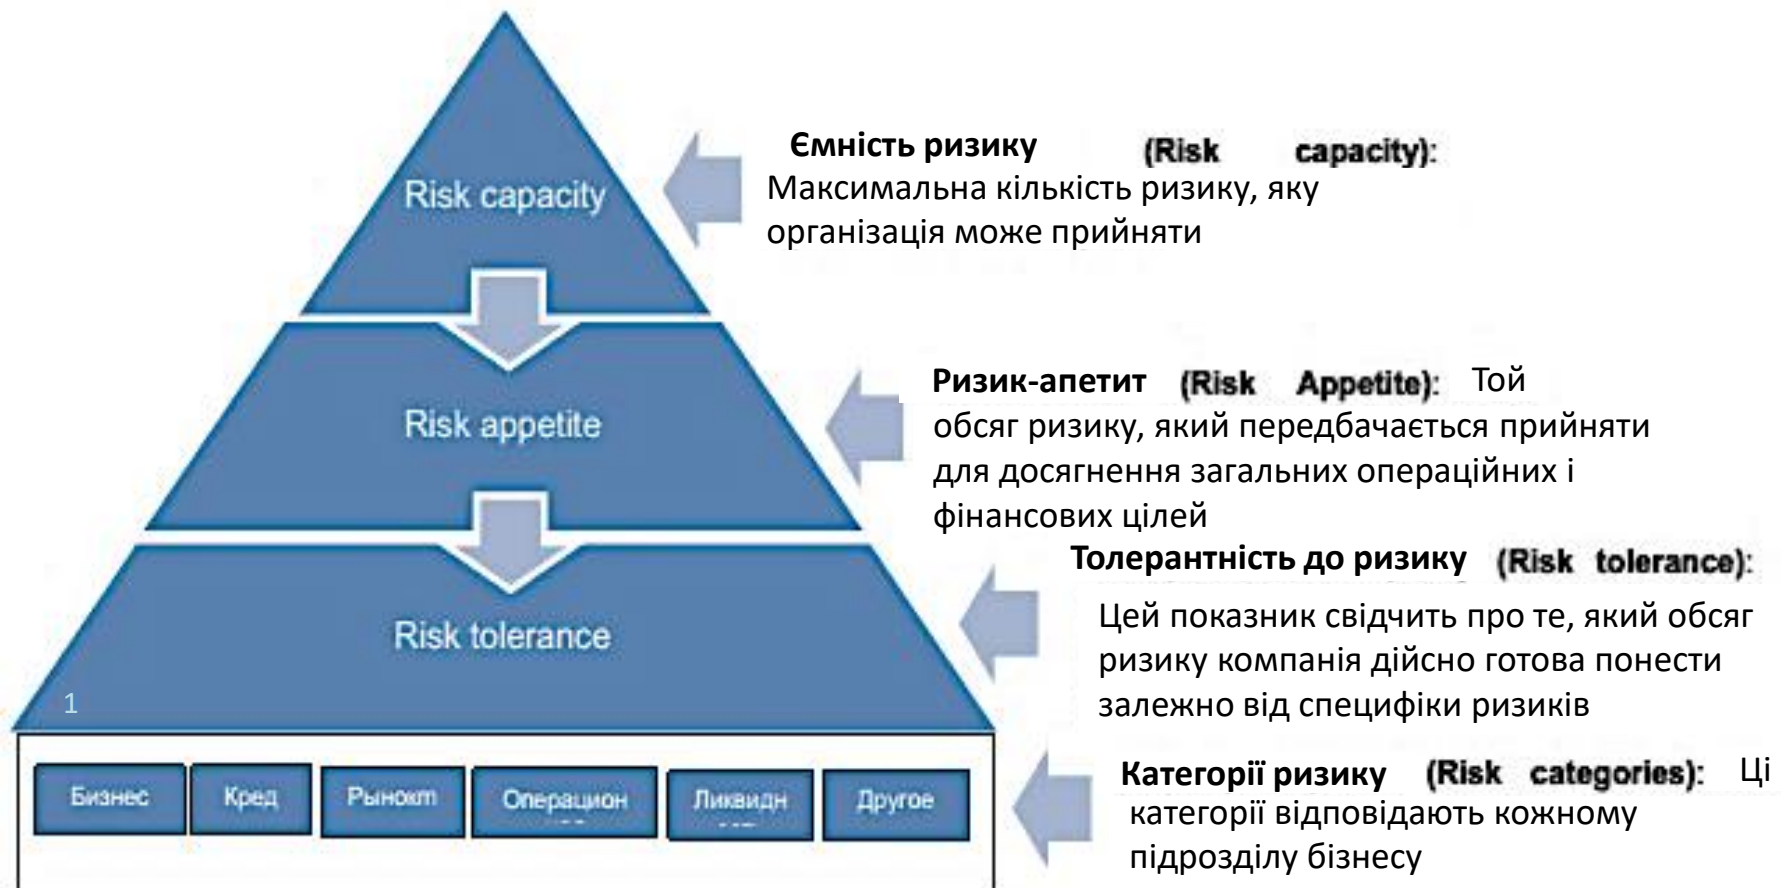 Ємність ризику (Risk capacity):
Максимальна кількість ризику, яку
організація може прийняти
Risk capacity
Ризик-апетит (Risk Appetite): Той
обсяг ризику, який передбачається прийняти
для досягнення загальних операційних і
фінансових цілей
Risk appetite
Толерантність до ризику (Risk tolerance):
Цей показник свідчить про те, який обсяг
ризику компанія дійсно готова понести
залежно від специфіки ризиків
Risk tolerance
1
Категорії ризику (Risk categories): Ці
категорії відповідають кожному
підрозділу бізнесу
Бизнес Кред Операцион Ликвидн Другое